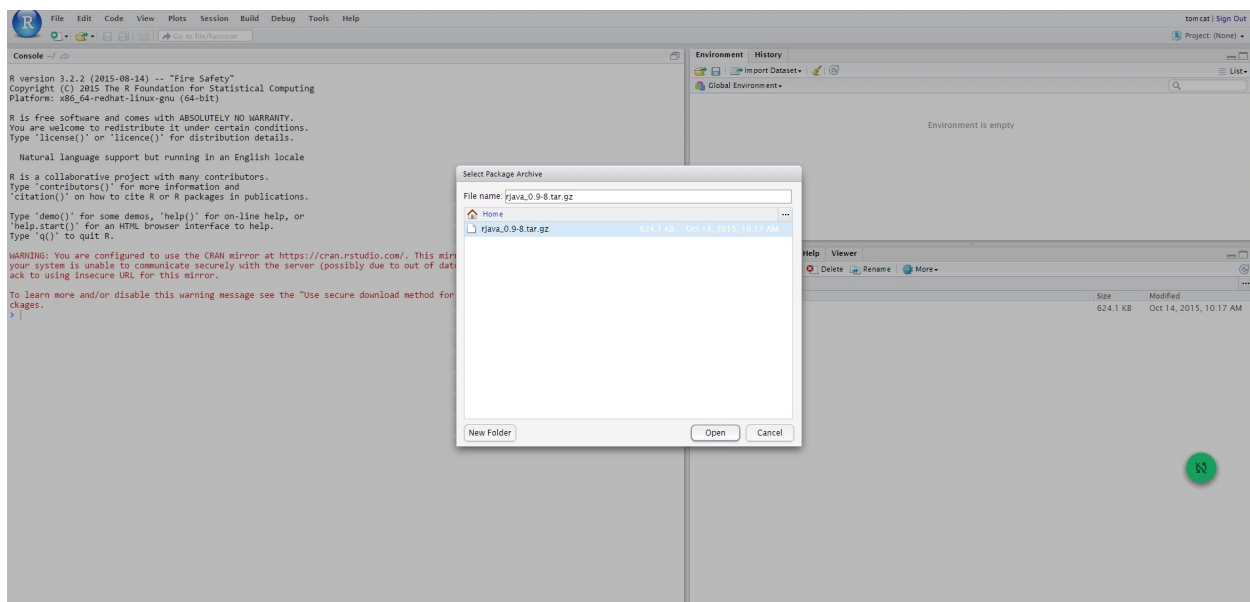 R
File Edit Code View Plots Session Build Debug Tools Help
tomcat | Sign Out
Go to file/function
Project: (None)
Console ~/
R version 3.2.2 (2015-08-14) -- "Fire Safety"
Copyright (C) 2015 The R Foundation for Statistical Computing
Platform: x86_64-redhat-linux-gnu (64-bit)
R is free software and comes with ABSOLUTELY NO WARRANTY.
You are welcome to redistribute it under certain conditions.
Type 'license()' or 'licence()' for distribution details.
Natural language support but running in an English locale
R is a collaborative project with many contributors.
Type 'contributors()' for more information and
'citation()' on how to cite R or R packages in publications.
Type 'demo()' for some demos, 'help()' for on-line help, or
'help.start()' for an HTML browser interface to help.
Type 'q()' to quit R.
WARNING: You are configured to use the CRAN mirror at https://cran.rstudio.com/. This mir
your system is unable to communicate securely with the server (possibly due to out of dat
ack to using insecure URL for this mirror.
To learn more and/or disable this warning message see the "Use secure download method for
ckages.
>
Environment History
Import Dataset
List
Global Environment
Environment is empty
Select Package Archive
File name: rJava_0.9-8.tar.gz
Home
...
rJava_0.9-8.tar.gz 624.1 KB Oct 14, 2015, 10:17 AM
New Folder
Open
Cancel
Help Viewer
Delete Rename More
...
Size Modified
624.1 KB Oct 14, 2015, 10:17 AM